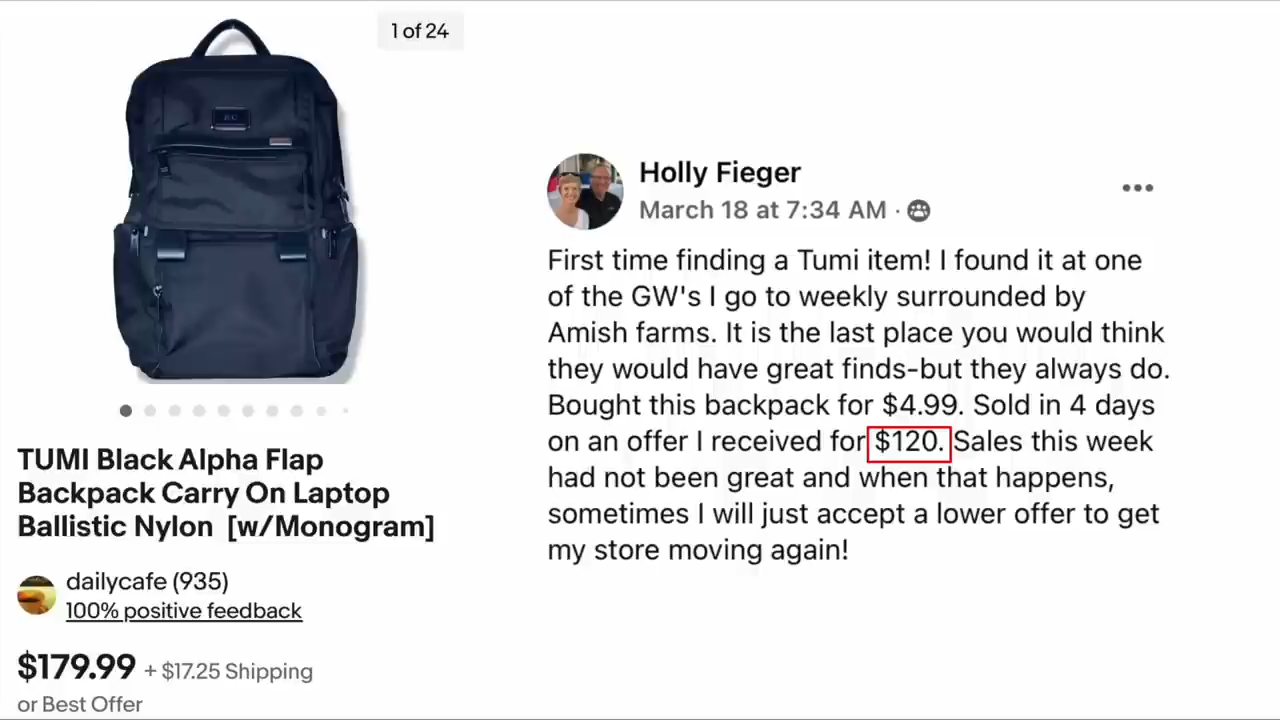 1 of 24
TUMI Black Alpha Flap
Backpack Carry On Laptop
Ballistic Nylon [w/Monogram]
dailycafe (935)
100% positive feedback
$179.99 + $17.25 Shipping
or Best Offer
Holly Fieger
March 18 at 7:34 AM ·
First time finding a Tumi item! I found it at one
of the GW's I go to weekly surrounded by
Amish farms. It is the last place you would think
they would have great finds-but they always do.
Bought this backpack for $4.99. Sold in 4 days
on an offer I received for $120. Sales this week
had not been great and when that happens,
sometimes I will just accept a lower offer to get
my store moving again!